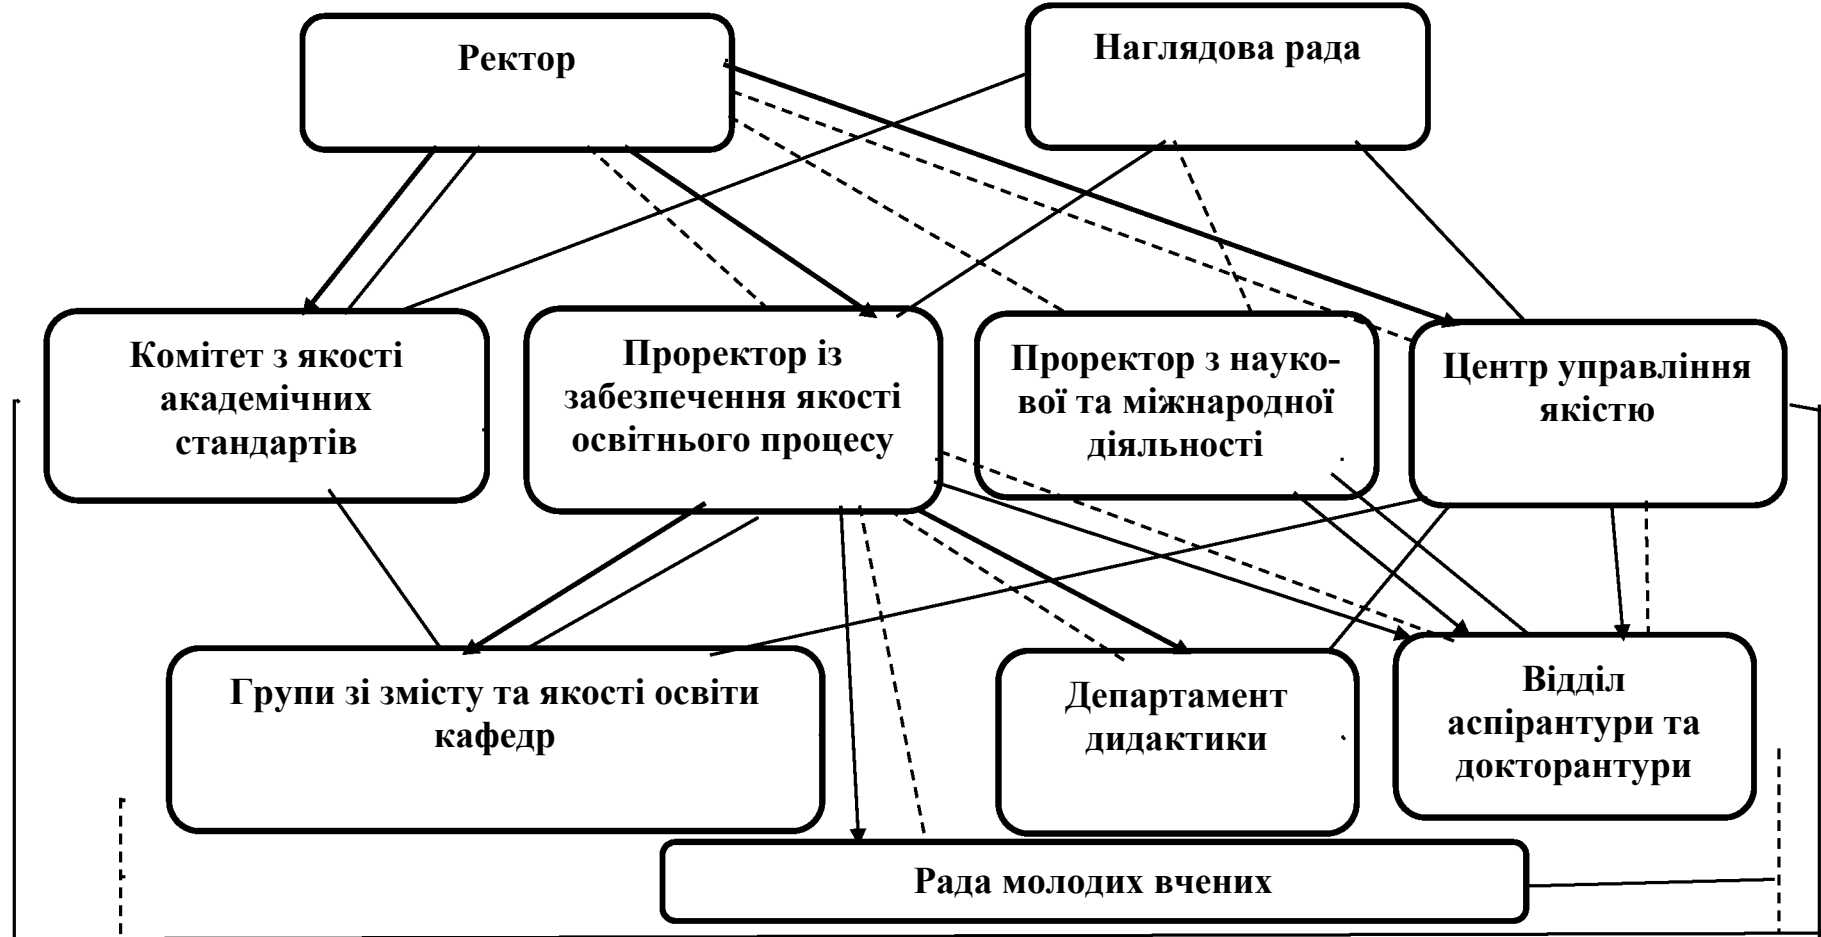 Ректор
Наглядова рада
Комітет з якості
академічних
стандартів
Проректор із
забезпечення якості
освітнього процесу
Проректор з науко-
вої та міжнародної
діяльності
Центр управління
якістю
Групи зі змісту та якості освіти
кафедр
Департамент
дидактики
Відділ
аспірантури та
докторантури
Рада молодих вчених